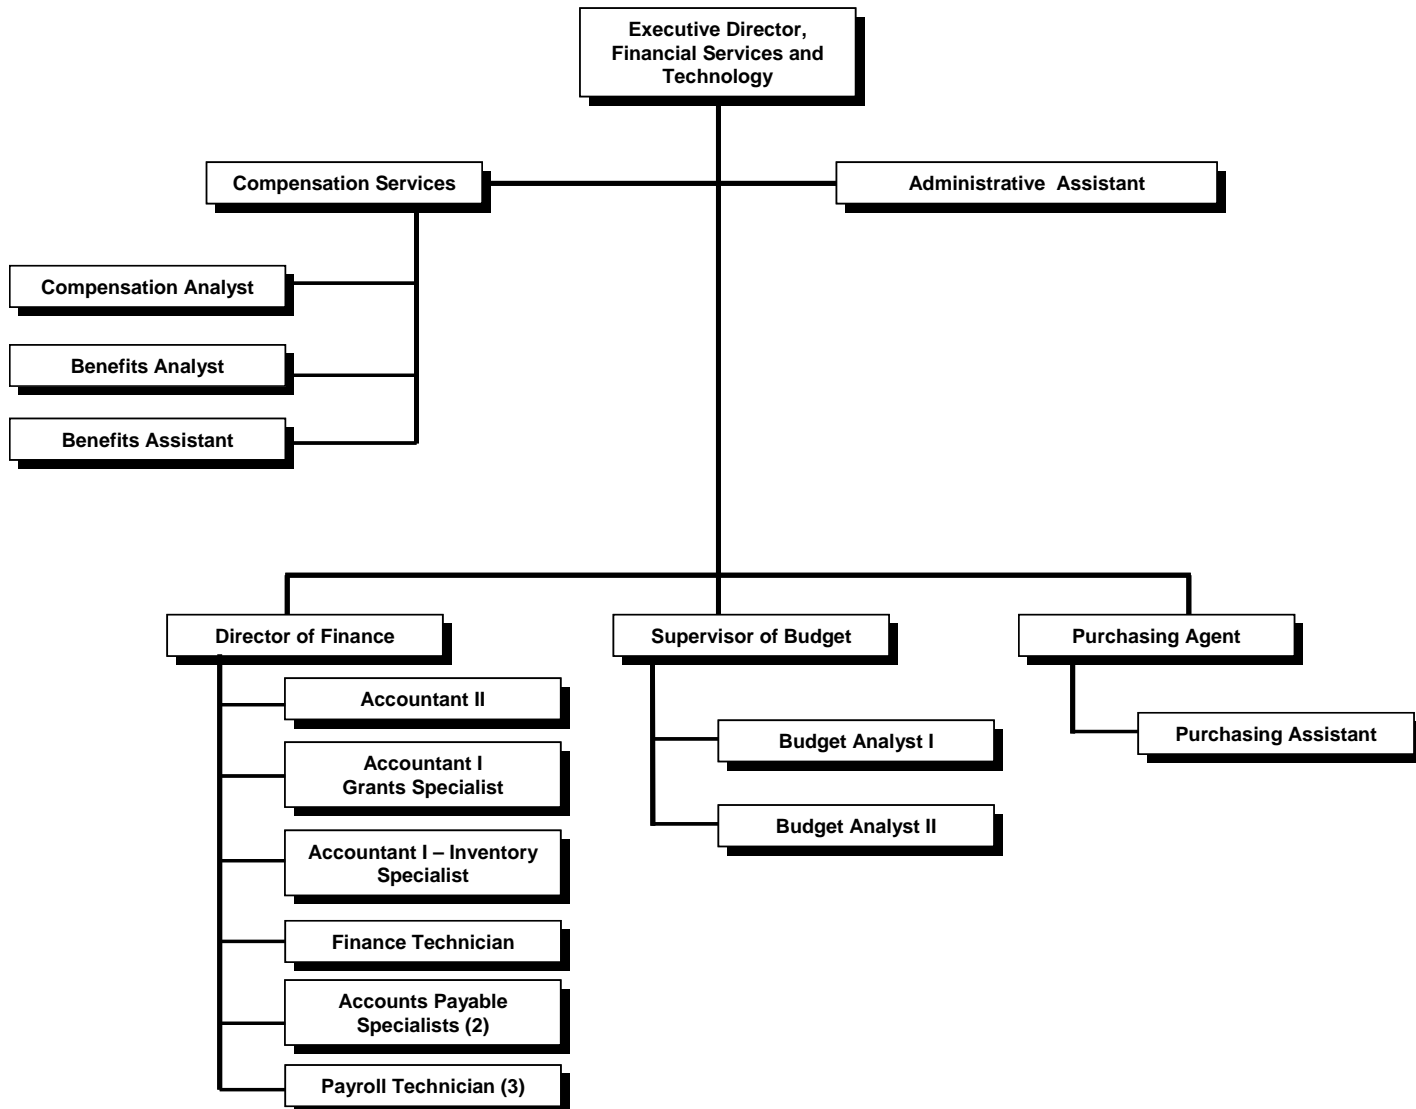 Executive Director,
Financial Services and
Technology
Compensation Services
Administrative Assistant
Compensation Analyst
Benefits Analyst
Benefits Assistant
Director of Finance
Supervisor of Budget
Purchasing Agent
Accountant II
Accountant I
Grants Specialist
Accountant I – Inventory
Specialist
Finance Technician
Accounts Payable
Specialists (2)
Payroll Technician (3)
Budget Analyst I
Budget Analyst II
Purchasing Assistant